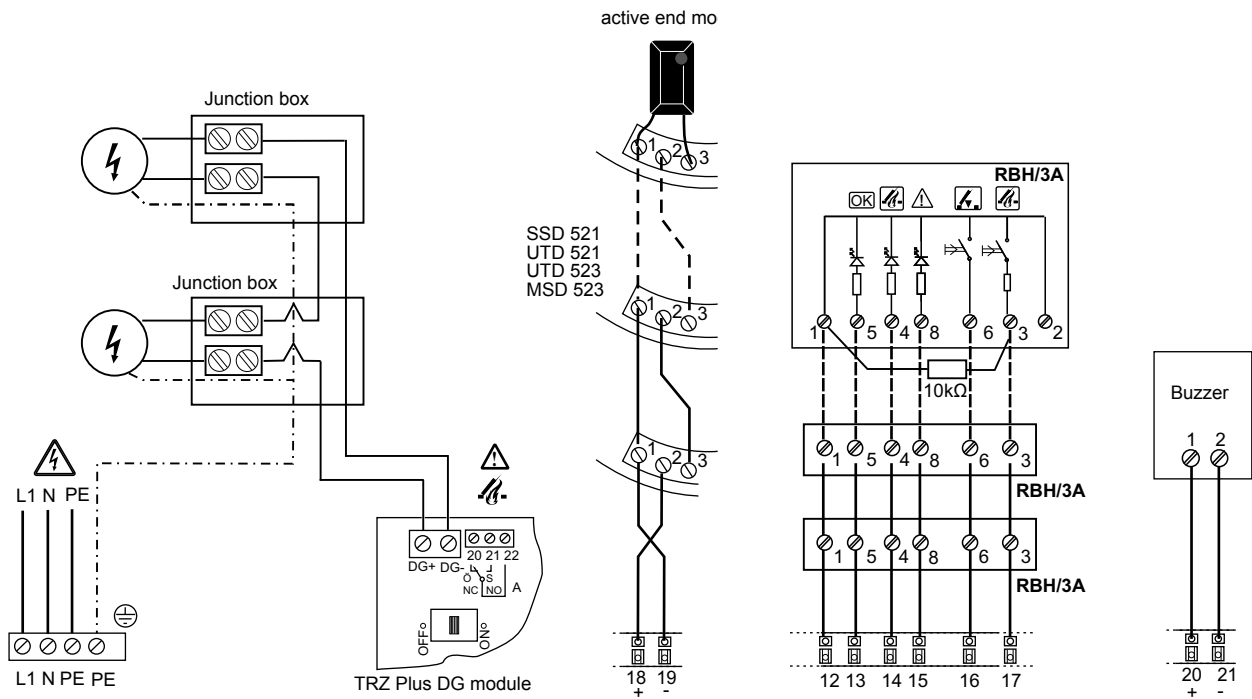 active end mo
Junction box
1
2
3
RBH/3A
OK
SSD 521
UTD 521
UTD 523
MSD 523
Junction box
1
2
3
1 5 4 8 6 3 2
10kΩ
Buzzer
1 2
1
2
3
1 5 4 8 6 3
RBH/3A
L1 N PE
DG+ DG-
20 21 22
Ö S
NC NO A
1 5 4 8 6 3
RBH/3A
OFF
ON
L1 N PE PE
TRZ Plus DG module
18 19
+ -
12 13 14 15 16 17
20 21
+ -